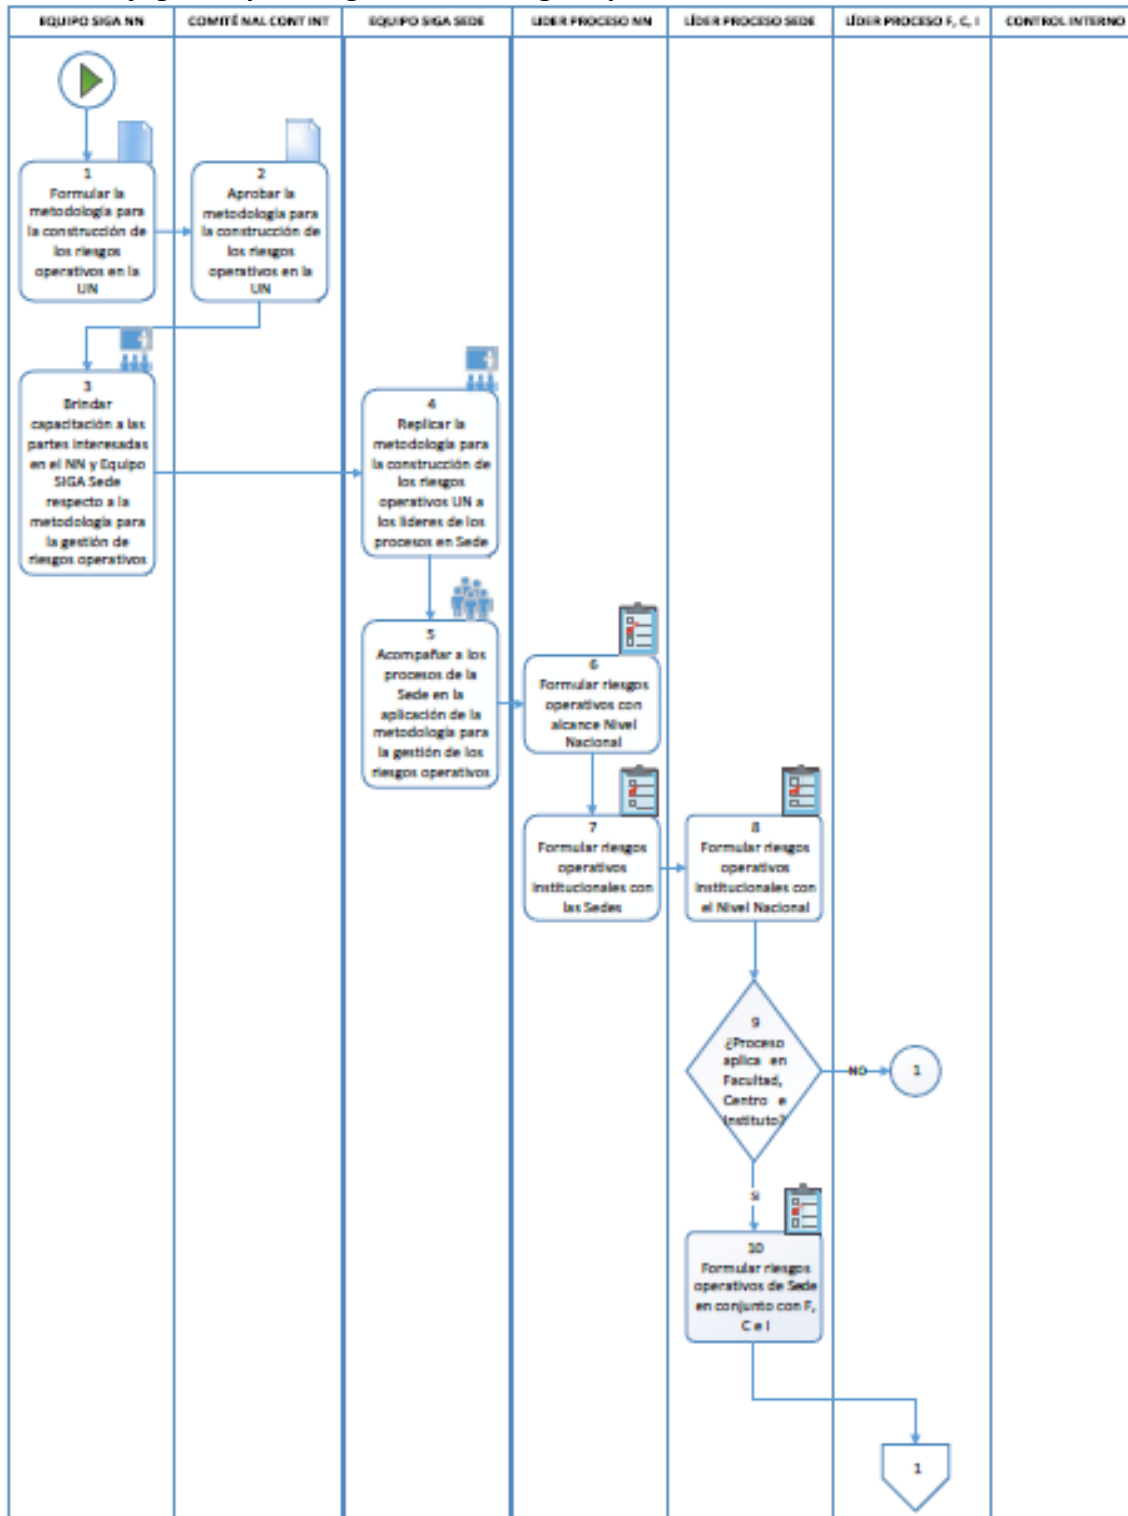 EQUIPO SIGA NN
COMITÉ NAL CONT INT
EQUIPO SIGA SEDE
LIDER PROCESO NN
LÍDER PROCESO SEDE
LÍDER PROCESO F, C, I
CONTROL INTERNO
1
Formular la
metodología para
la construcción de
los riesgos
operativos en la
UN
2
Aprobar la
metodología para
la construcción de
los riesgos
operativos en la
UN
3
Brindar
capacitación a las
partes interesadas
en el NN y Equipo
SIGA Sede
respecto a la
metodología para
la gestión de
riesgos operativos
4
Replicar la
metodología para
la construcción de
los riesgos
operativos UN a
los lideres de los
procesos en Sede
5
Acompañar a los
procesos de la
Sede en la
aplicación de la
metodología para
la gestión de los
riesgos operativos
6
Formular riesgos
operativos con
alcance Nivel
Nacional
7
Formular riesgos
operativos
Institucionales con
las Sedes
8
Formular riesgos
operativos
Institucionales con
el Nivel Nacional
9
¿Proceso
aplica en
Facultad,
Centro e
Instituto?
NO
1
SI
10
Formular riesgos
operativos de Sede
en conjunto con F,
C e I
1